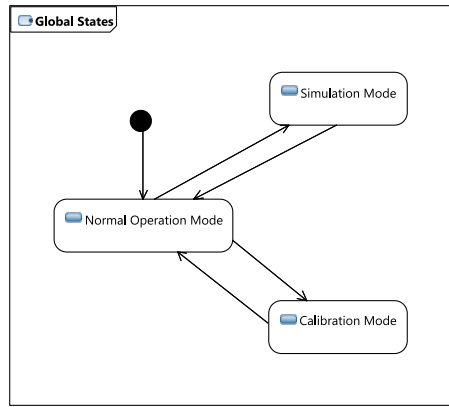 Global States
Simulation Mode
Normal Operation Mode
Calibration Mode